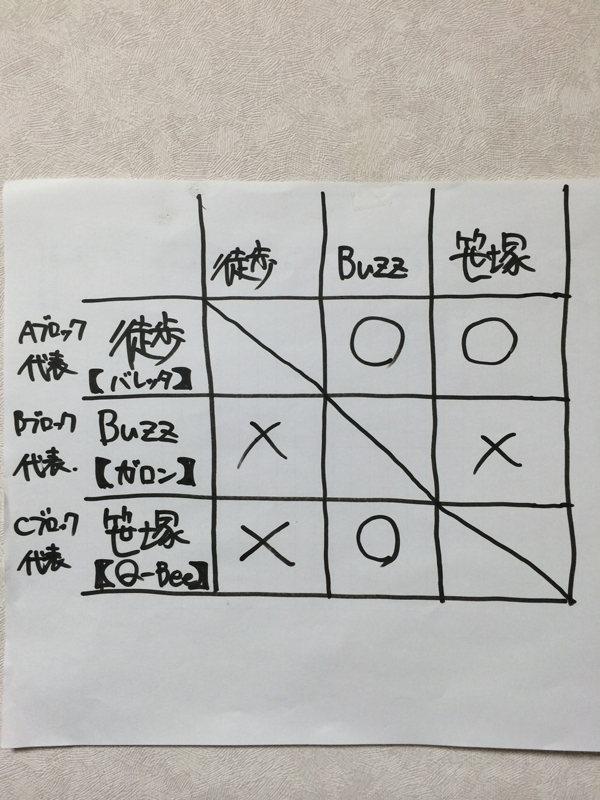 徒歩 Buzz 笹塚
Aブロック
代表
徒歩
【バレッタ】
○ ○
Bブロック
代表.
Buzz
【ガロン】
× ×
Cブロック
代表
笹塚
【Q-Bee】
× ○